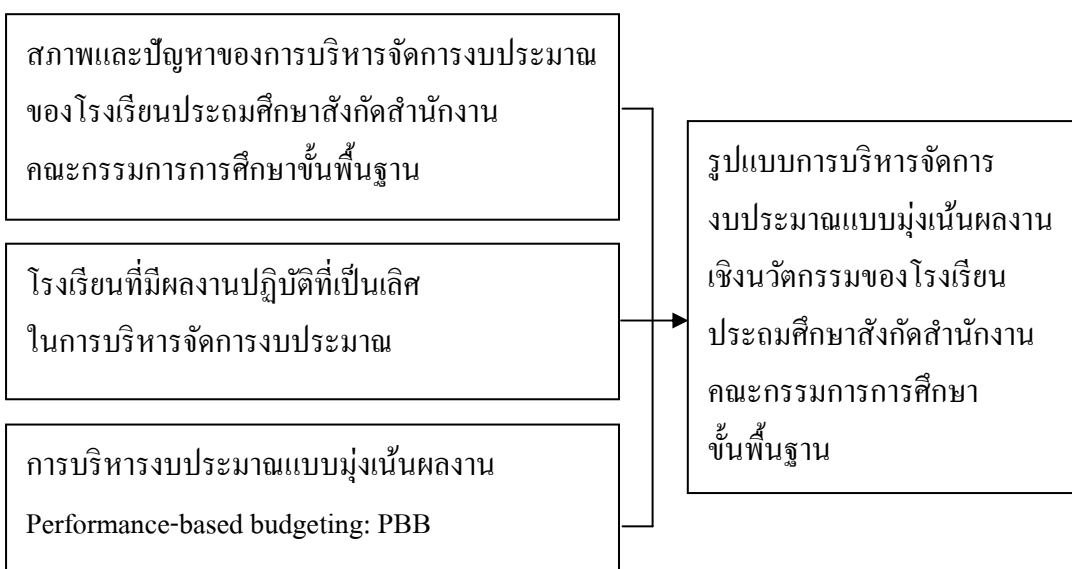 สภาพและปัญหาของการบริหารจัดการงบประมาณ
ของโรงเรียนประถมศึกษาสังกัดสำนักงาน
คณะกรรมการการศึกษาขั้นพื้นฐาน
โรงเรียนที่มีผลงานปฏิบัติที่เป็นเลิศ
ในการบริหารจัดการงบประมาณ
การบริหารงบประมาณแบบมุ่งเน้นผลงาน
Performance-based budgeting: PBB
รูปแบบการบริหารจัดการ
งบประมาณแบบมุ่งเน้นผลงาน
เชิงนวัตกรรมของโรงเรียน
ประถมศึกษาสังกัดสำนักงาน
คณะกรรมการการศึกษา
ขั้นพื้นฐาน